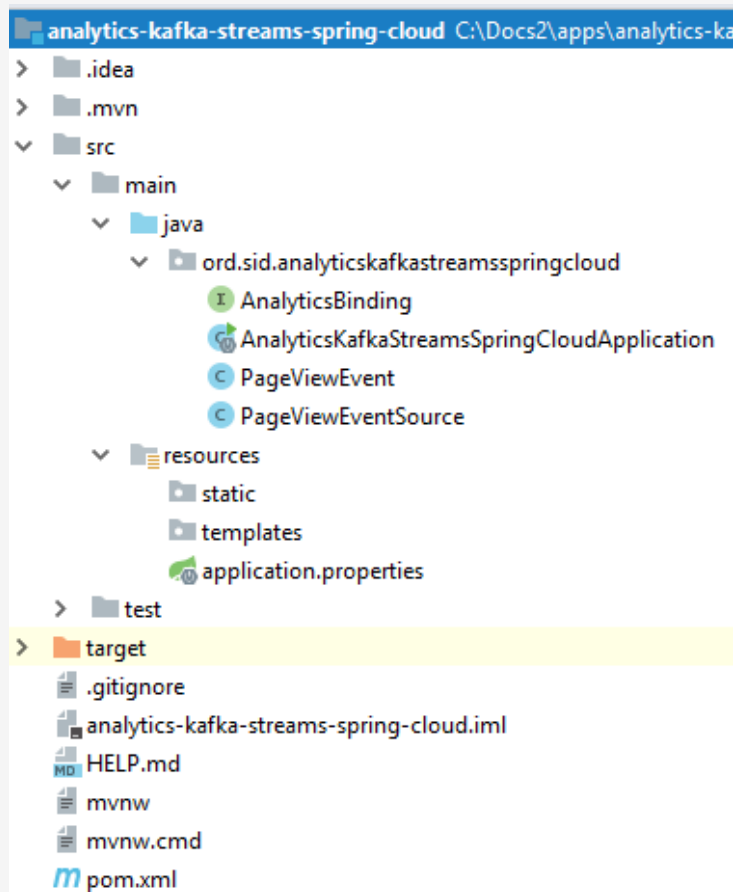 analytics-kafka-streams-spring-cloud C:\Docs2\apps\analytics-ka
.idea
.mvn
src
main
java
ord.sid.analyticskafkastreamsspringcloud
I AnalyticsBinding
C AnalyticsKafkaStreamsSpringCloudApplication
C PageViewEvent
C PageViewEventSource
resources
static
templates
application.properties
test
target
.gitignore
analytics-kafka-streams-spring-cloud.iml
MD HELP.md
mvnw
mvnw.cmd
m pom.xml